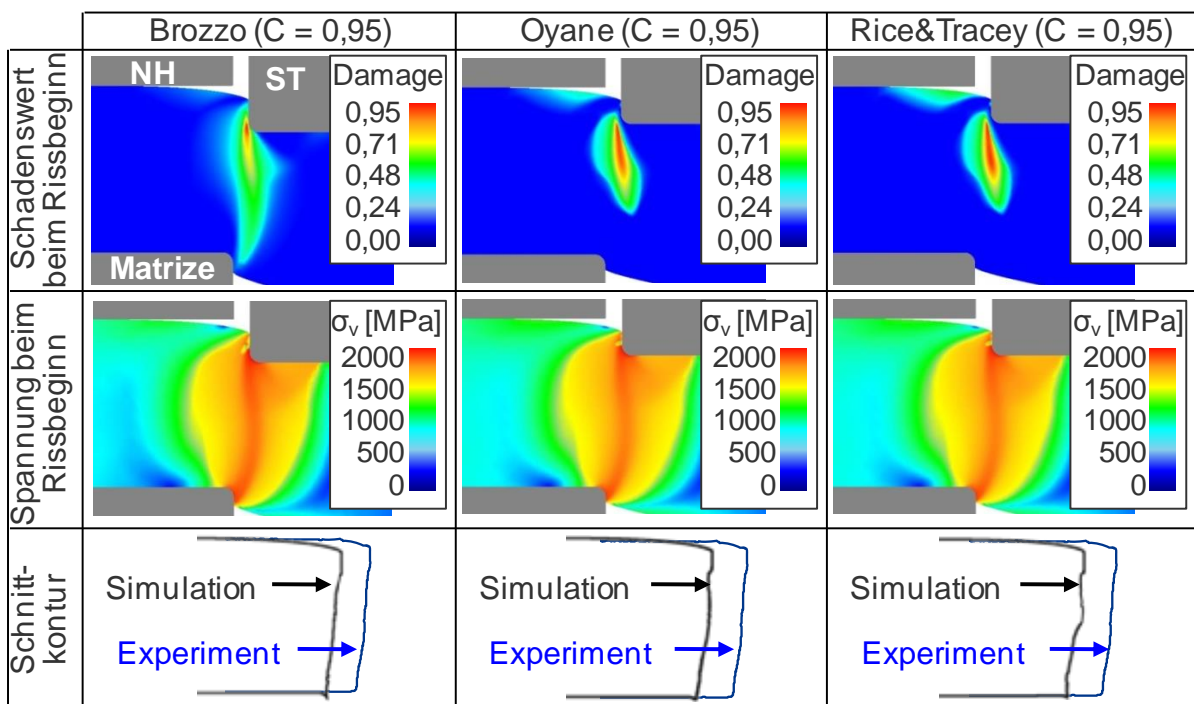 Brozzo (C = 0,95)
Oyane (C = 0,95)
Rice&Tracey (C = 0,95)
Schadenswert
beim Rissbeginn
NH
ST
Matrize
Damage
0,95
0,71
0,48
0,24
0,00
Damage
0,95
0,71
0,48
0,24
0,00
Damage
0,95
0,71
0,48
0,24
0,00
Spannung beim
Rissbeginn
σv [MPa]
2000
1500
1000
500
0
σv [MPa]
2000
1500
1000
500
0
σv [MPa]
2000
1500
1000
500
0
Schnitt-
kontur
Simulation
Experiment
Simulation
Experiment
Simulation
Experiment